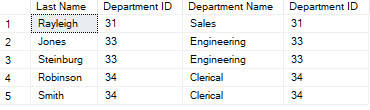 Last Name Department ID Department Name Department ID
1 Rayleigh 31 Sales 31
2 Jones 33 Engineering 33
3 Steinburg 33 Engineering 33
4 Robinson 34 Clerical 34
5 Smith 34 Clerical 34